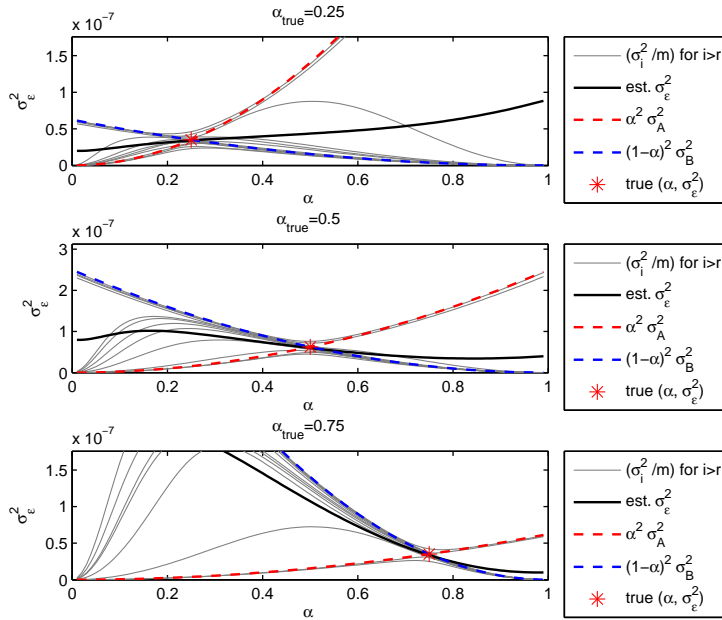 α_true=0.25
x 10^-7
1.5
1
0.5
0
0 0.2 0.4 0.6 0.8 1
α
σ_ε^2
(σ_i^2 /m) for i>r
est. σ_ε^2
α^2 σ_A^2
(1−α)^2 σ_B^2
true (α, σ_ε^2)
α_true=0.5
x 10^-7
3
2
1
0
0 0.2 0.4 0.6 0.8 1
α
σ_ε^2
(σ_i^2 /m) for i>r
est. σ_ε^2
α^2 σ_A^2
(1−α)^2 σ_B^2
true (α, σ_ε^2)
α_true=0.75
x 10^-7
1.5
1
0.5
0
0 0.2 0.4 0.6 0.8 1
α
σ_ε^2
(σ_i^2 /m) for i>r
est. σ_ε^2
α^2 σ_A^2
(1−α)^2 σ_B^2
true (α, σ_ε^2)